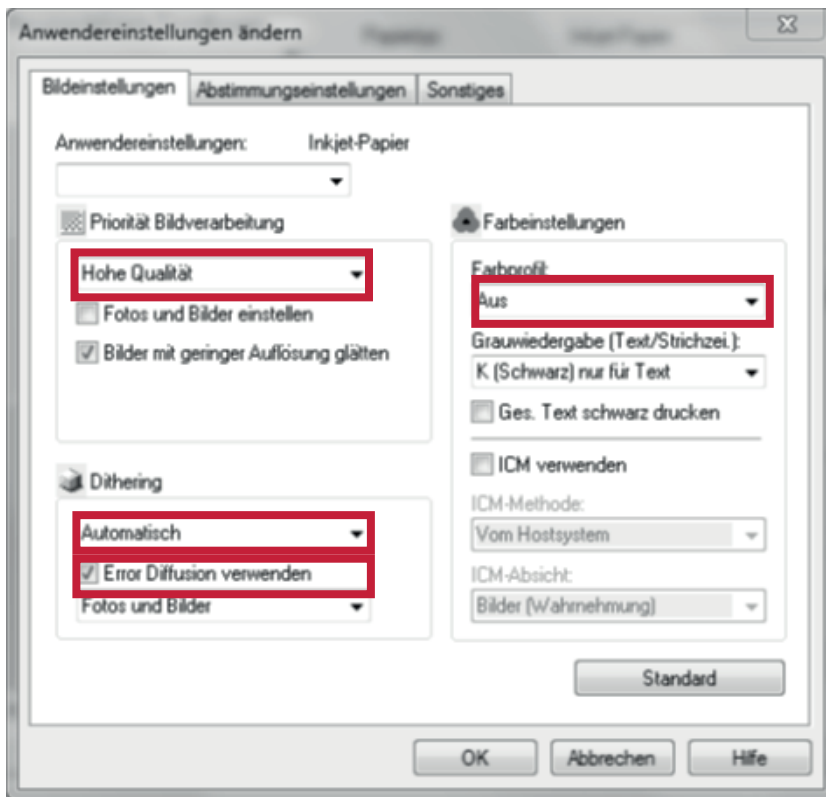 Anwendereinstellungen ändern
Bildeinstellungen Abstimmungseinstellungen Sonstiges
Anwendereinstellungen: Inkjet-Papier
Priorität Bildverarbeitung
Hohe Qualität
Fotos und Bilder einstellen
Bilder mit geringer Auflösung glätten
Dithering
Automatisch
Error Diffusion verwenden
Fotos und Bilder
Farbeinstellungen
Farbprofil:
Aus
Grauwiedergabe (Text/Strichzei.):
K (Schwarz) nur für Text
Ges. Text schwarz drucken
ICM verwenden
ICM-Methode:
Vom Hostsystem
ICM-Absicht:
Bilder (Wahrnehmung)
Standard
OK Abbrechen Hilfe